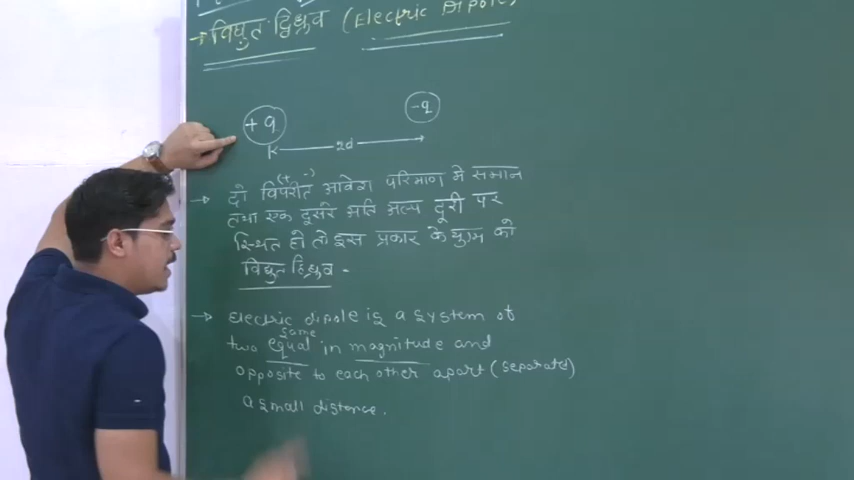 → विद्युत द्विध्रुव (Electric Dipole)
+q
-q
2d
(+ -)
→ दो विपरीत आवेश परिमाण मे समान
तथा एक दूसरे अति अल्प दूरी पर
स्थित हो तो इस प्रकार के युग्म को
विद्युत द्विध्रुव -
→ Electric dipole is a system of
same
two equal in magnitude and
opposite to each other apart (separated)
a small distance.